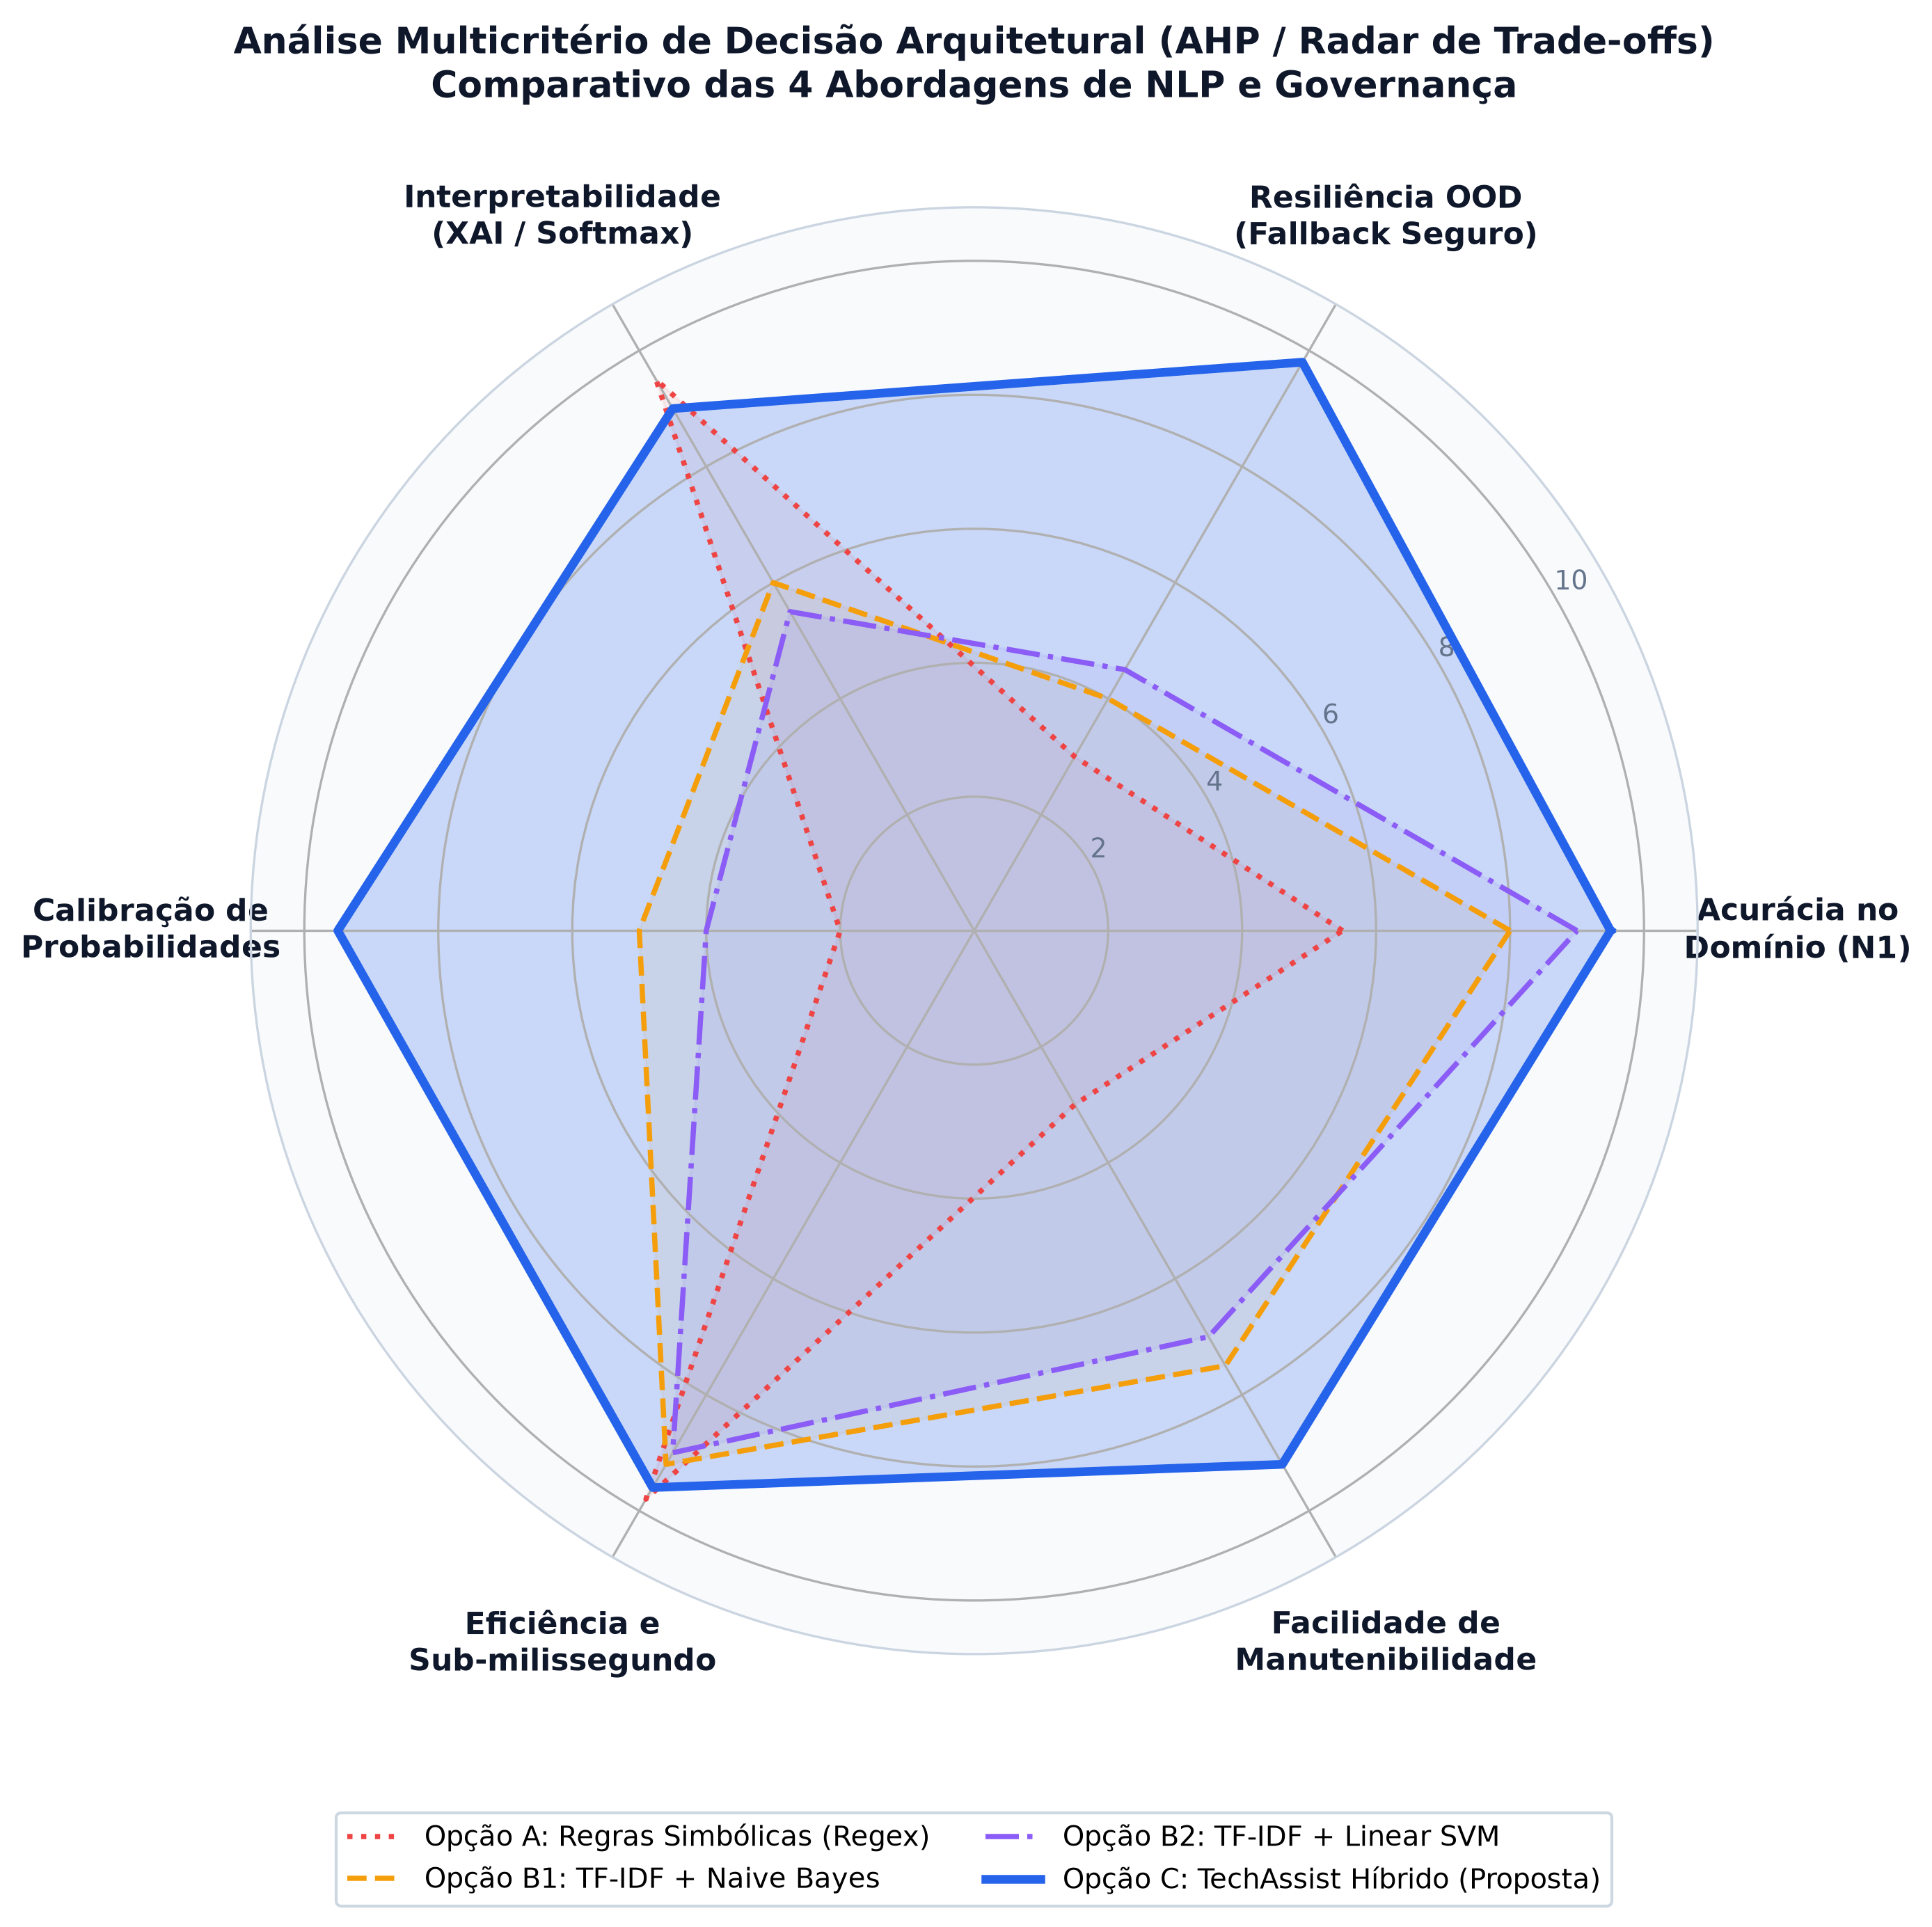 Análise Multicritério de Decisão Arquitetural (AHP / Radar de Trade-offs)
Comparativo das 4 Abordagens de NLP e Governança
Interpretabilidade
(XAI / Softmax)
Resiliência OOD
(Fallback Seguro)
10
8
6
4
2
Calibração de
Probabilidades
Acurácia no
Domínio (N1)
Eficiência e
Sub-milissegundo
Facilidade de
Manutenibilidade
Opção A: Regras Simbólicas (Regex)
Opção B1: TF-IDF + Naive Bayes
Opção B2: TF-IDF + Linear SVM
Opção C: TechAssist Híbrido (Proposta)